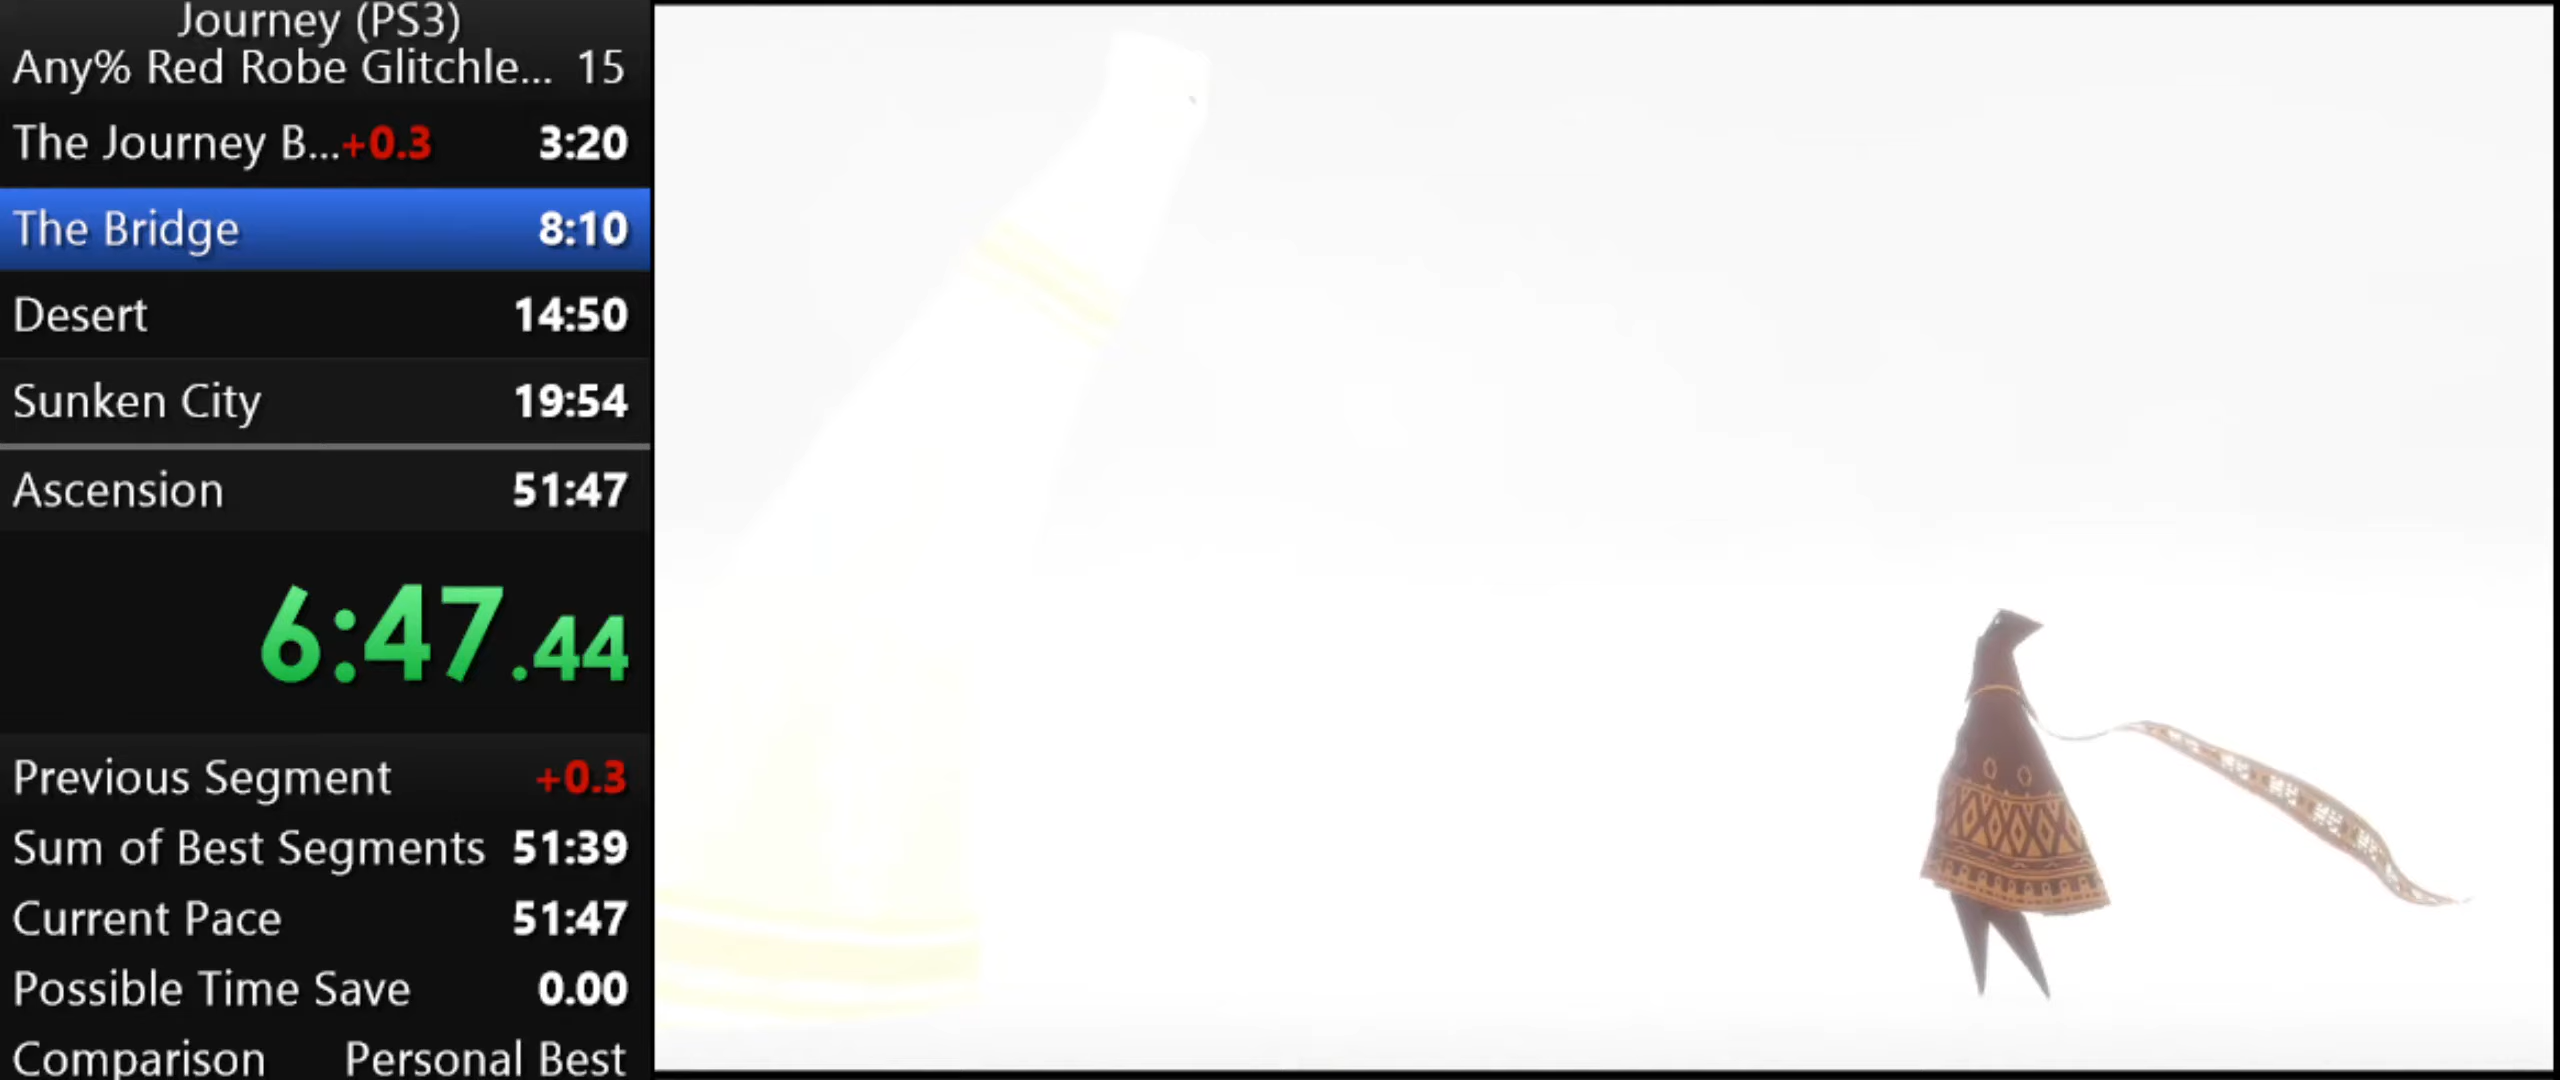 Journey (PS3)
Any% Red Robe Glitchle... 15
The Journey B...+0.3 3:20
The Bridge 8:10
Desert 14:50
Sunken City 19:54
Ascension 51:47
6:47.44
Previous Segment +0.3
Sum of Best Segments 51:39
Current Pace 51:47
Possible Time Save 0.00
Comparison Personal Best